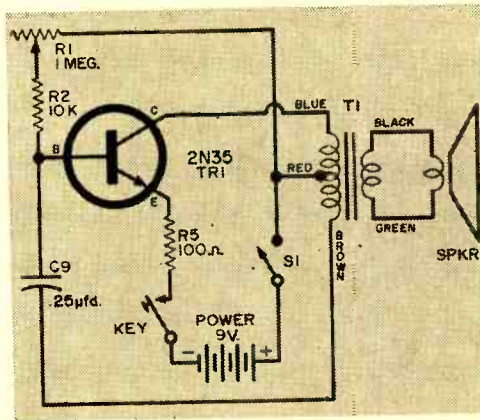 R1
1 MEG.
R2
10K
B
C
E
2N35
TR1
BLUE
T1
BLACK
RED
GREEN
BROWN
SPKR
R5
100Ω
S1
C9
.25µfd.
KEY
POWER
9V.
- +